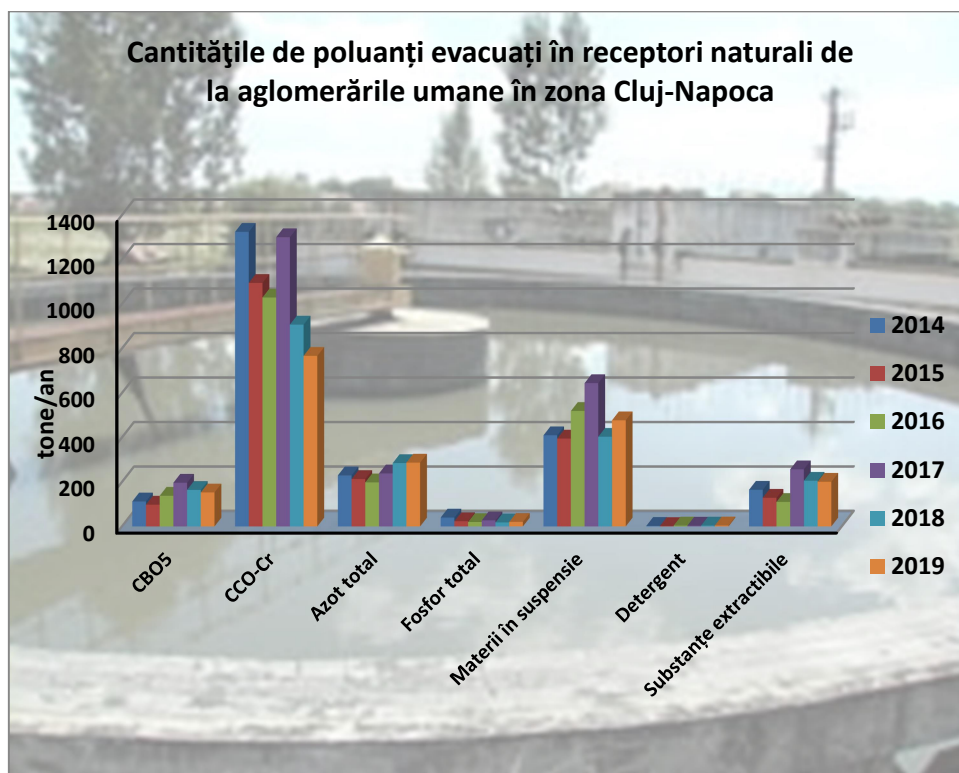 Cantităţile de poluanți evacuați în receptori naturali de
la aglomerările umane în zona Cluj-Napoca
tone/an
1400
1200
1000
800
600
400
200
0
CBO5
CCO-Cr
Azot total
Fosfor total
Materii în suspensie
Detergent
Substanțe extractibile
2014
2015
2016
2017
2018
2019